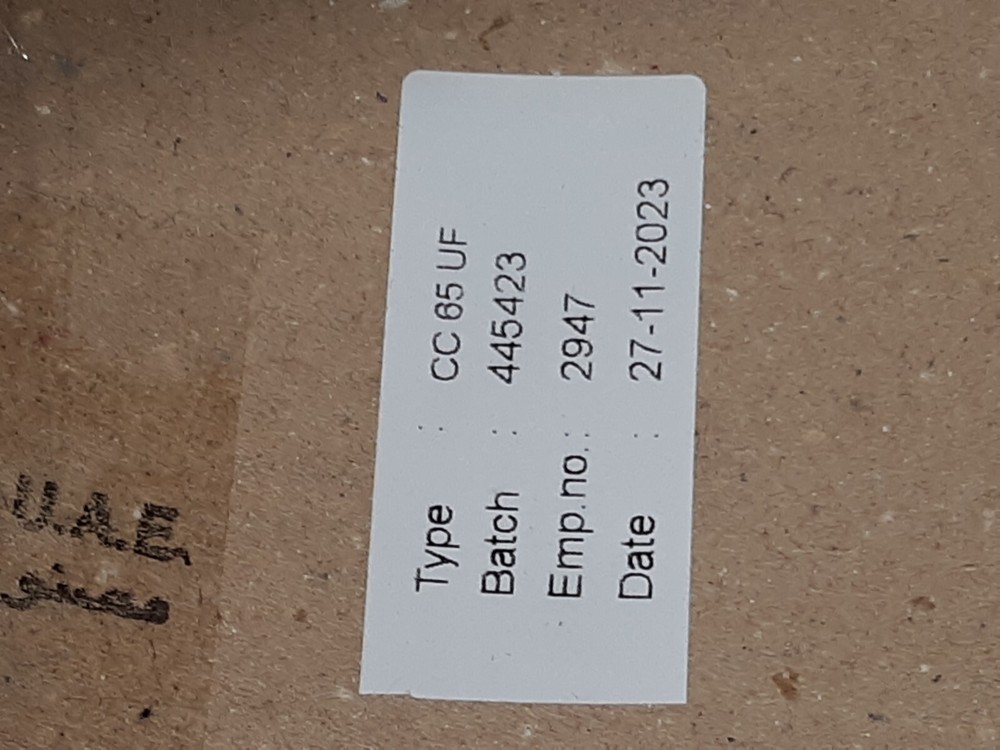 Type : CC 65 UF
Batch : 445423
Emp.no. : 2947
Date : 27-11-2023